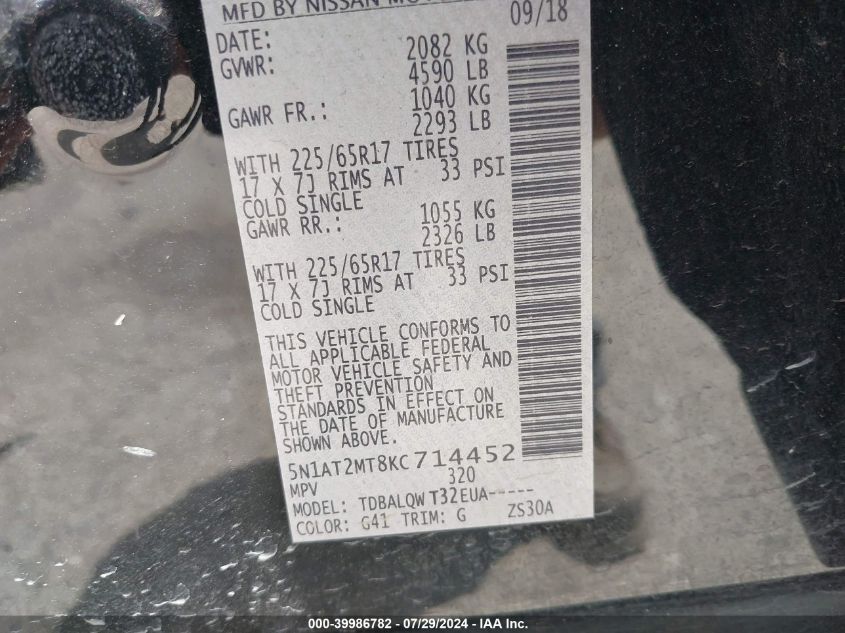 MFD BY NISSAN
DATE: 09/18
GVWR: 2082 KG
4590 LB
GAWR FR.: 1040 KG
2293 LB
WITH 225/65R17 TIRES
17 X 7J RIMS AT 33 PSI
COLD SINGLE
GAWR RR.: 1055 KG
2326 LB
WITH 225/65R17 TIRES
17 X 7J RIMS AT 33 PSI
COLD SINGLE
THIS VEHICLE CONFORMS TO
ALL APPLICABLE FEDERAL
MOTOR VEHICLE SAFETY AND
THEFT PREVENTION
STANDARDS IN EFFECT ON
THE DATE OF MANUFACTURE
SHOWN ABOVE.
5N1AT2MT8KC714452
MPV 320
MODEL: TDBALQWT32EUA-----
COLOR: G41 TRIM: G ZS30A
000-39986782 - 07/29/2024 - IAA Inc.